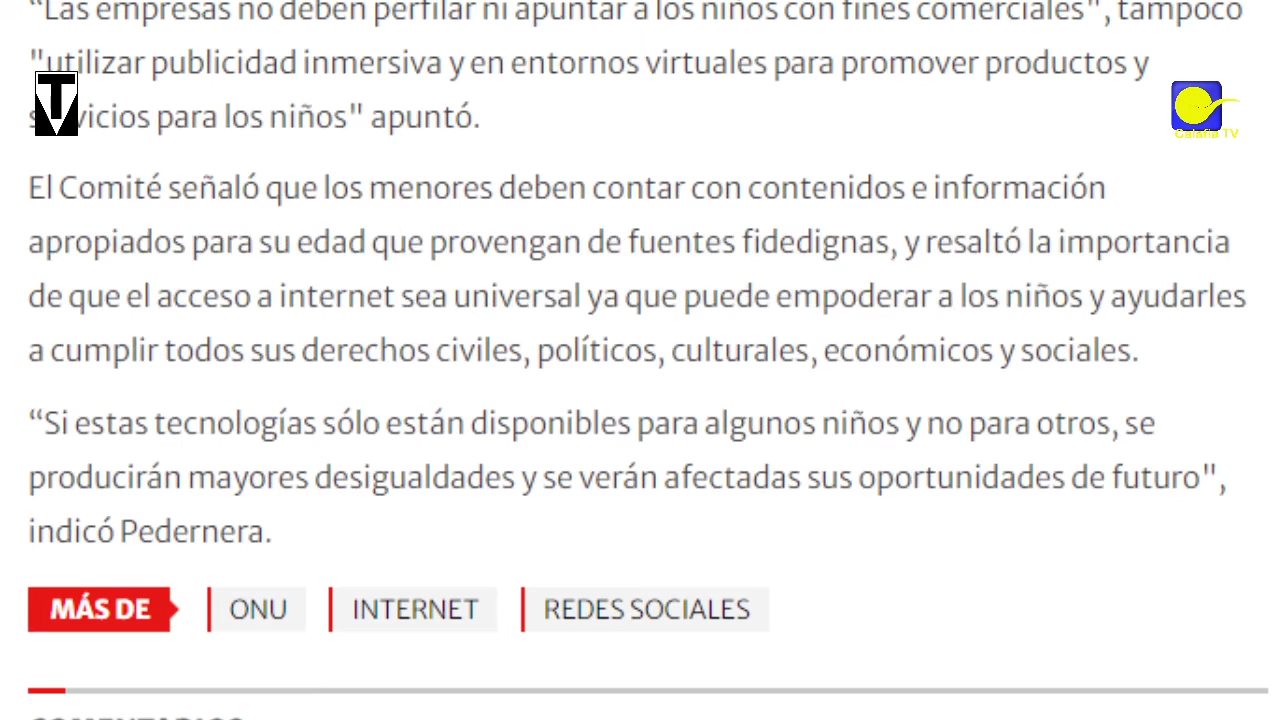 “Las empresas no deben perfilar ni apuntar a los niños con fines comerciales", tampoco
"utilizar publicidad inmersiva y en entornos virtuales para promover productos y
servicios para los niños" apuntó.
T
Calafia TV
El Comité señaló que los menores deben contar con contenidos e información
apropiados para su edad que provengan de fuentes fidedignas, y resaltó la importancia
de que el acceso a internet sea universal ya que puede empoderar a los niños y ayudarles
a cumplir todos sus derechos civiles, políticos, culturales, económicos y sociales.
“Si estas tecnologías sólo están disponibles para algunos niños y no para otros, se
producirán mayores desigualdades y se verán afectadas sus oportunidades de futuro",
indicó Pedernera.
MÁS DE ONU INTERNET REDES SOCIALES
COMENTARIOS